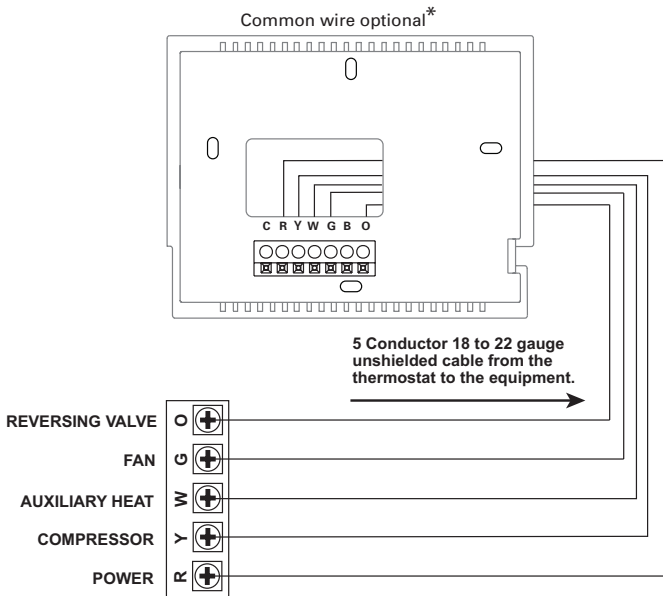 Common wire optional*
C R Y W G B O
5 Conductor 18 to 22 gauge
unshielded cable from the
thermostat to the equipment.
REVERSING VALVE O
FAN G
AUXILIARY HEAT W
COMPRESSOR Y
POWER R